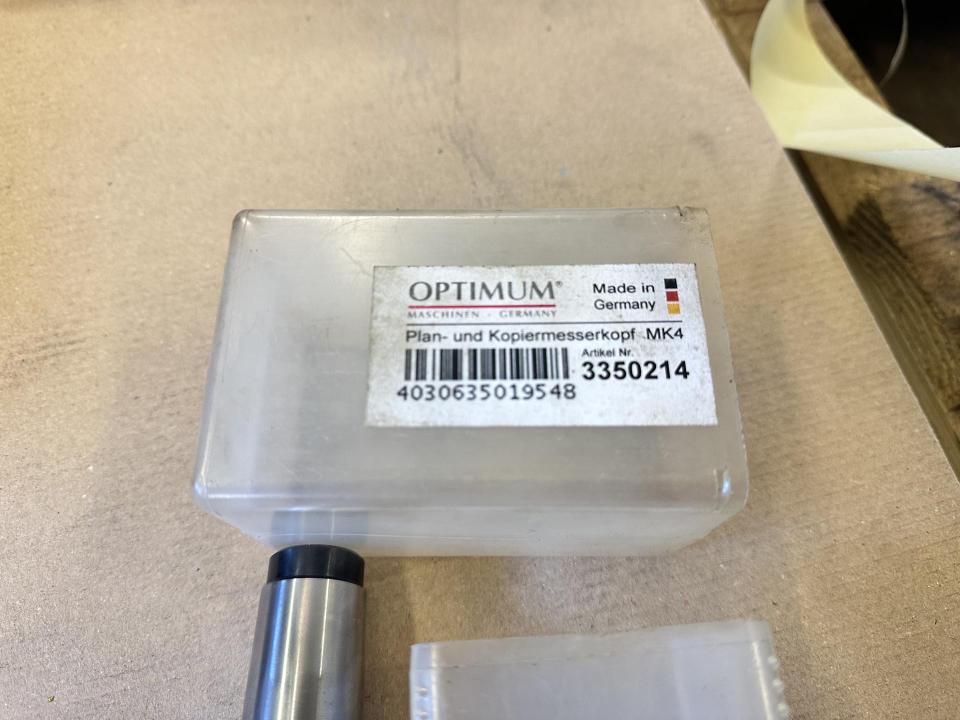 OPTIMUM®
MASCHINEN - GERMANY
Made in
Germany
Plan- und Kopiermesserkopf MK4
Artikel Nr.
3350214
4030635019548